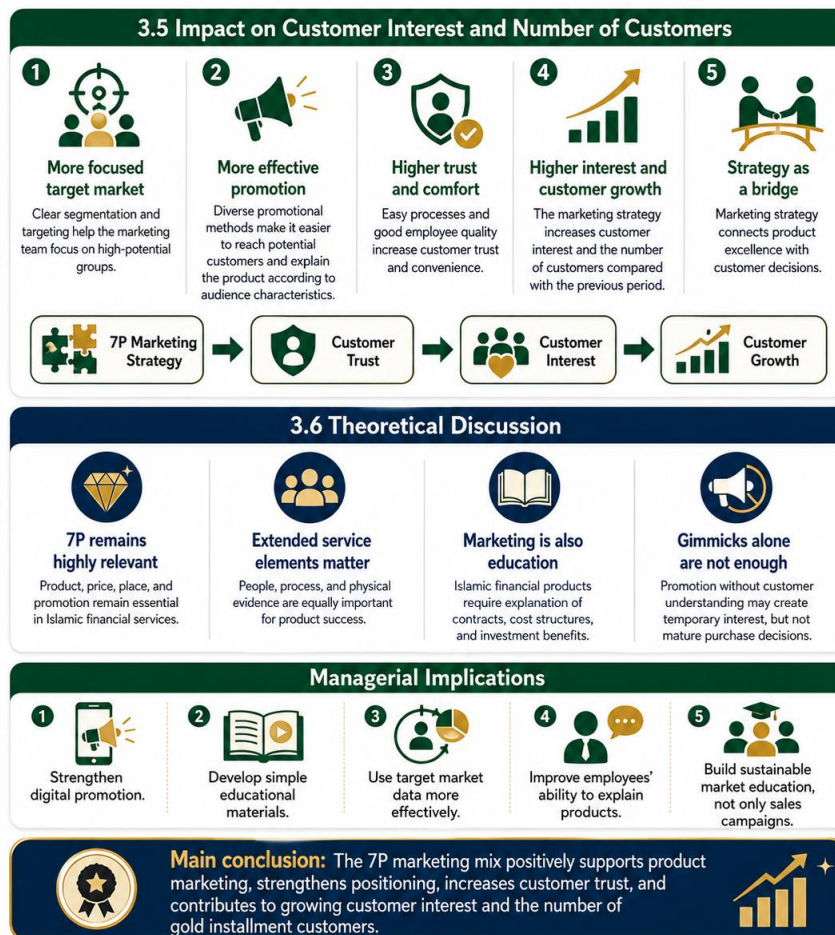 3.5 Impact on Customer Interest and Number of Customers
1
More focused
target market
Clear segmentation and
targeting help the marketing
team focus on high-potential
groups.
2
More effective
promotion
Diverse promotional
methods make it easier
to reach potential
customers and explain
the product according to
audience characteristics.
3
Higher trust
and comfort
Easy processes and
good employee quality
increase customer trust
and convenience.
4
Higher interest and
customer growth
The marketing strategy
increases customer
interest and the number
of customers compared
with the previous period.
5
Strategy as
a bridge
Marketing strategy
connects product
excellence with
customer decisions.
7P Marketing
Strategy
Customer
Trust
Customer
Interest
Customer
Growth
3.6 Theoretical Discussion
7P remains
highly relevant
Product, price, place, and
promotion remain essential
in Islamic financial services.
Extended service
elements matter
People, process, and physical
evidence are equally important
for product success.
Marketing is also
education
Islamic financial products
require explanation of
contracts, cost structures,
and investment benefits.
Gimmicks alone
are not enough
Promotion without customer
understanding may create
temporary interest, but not
mature purchase decisions.
Managerial Implications
1
Strengthen
digital promotion.
2
Develop simple
educational
materials.
3
Use target market
data more
effectively.
4
Improve employees'
ability to explain
products.
5
Build sustainable
market education,
not only sales
campaigns.
Main conclusion: The 7P marketing mix positively supports product
marketing, strengthens positioning, increases customer trust, and
contributes to growing customer interest and the number of
gold installment customers.